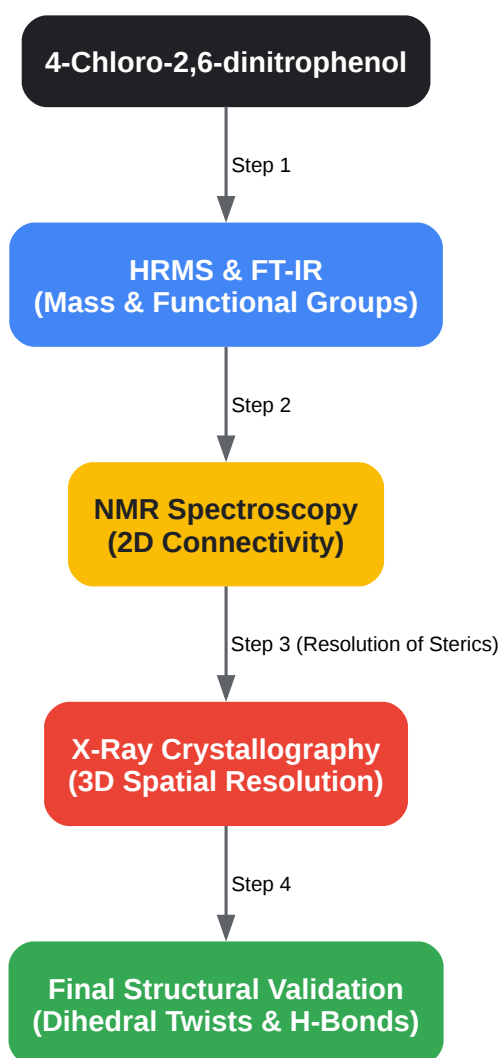 4-Chloro-2,6-dinitrophenol
Step 1
HRMS & FT-IR
(Mass & Functional Groups)
Step 2
NMR Spectroscopy
(2D Connectivity)
Step 3 (Resolution of Sterics)
X-Ray Crystallography
(3D Spatial Resolution)
Step 4
Final Structural Validation
(Dihedral Twists & H-Bonds)